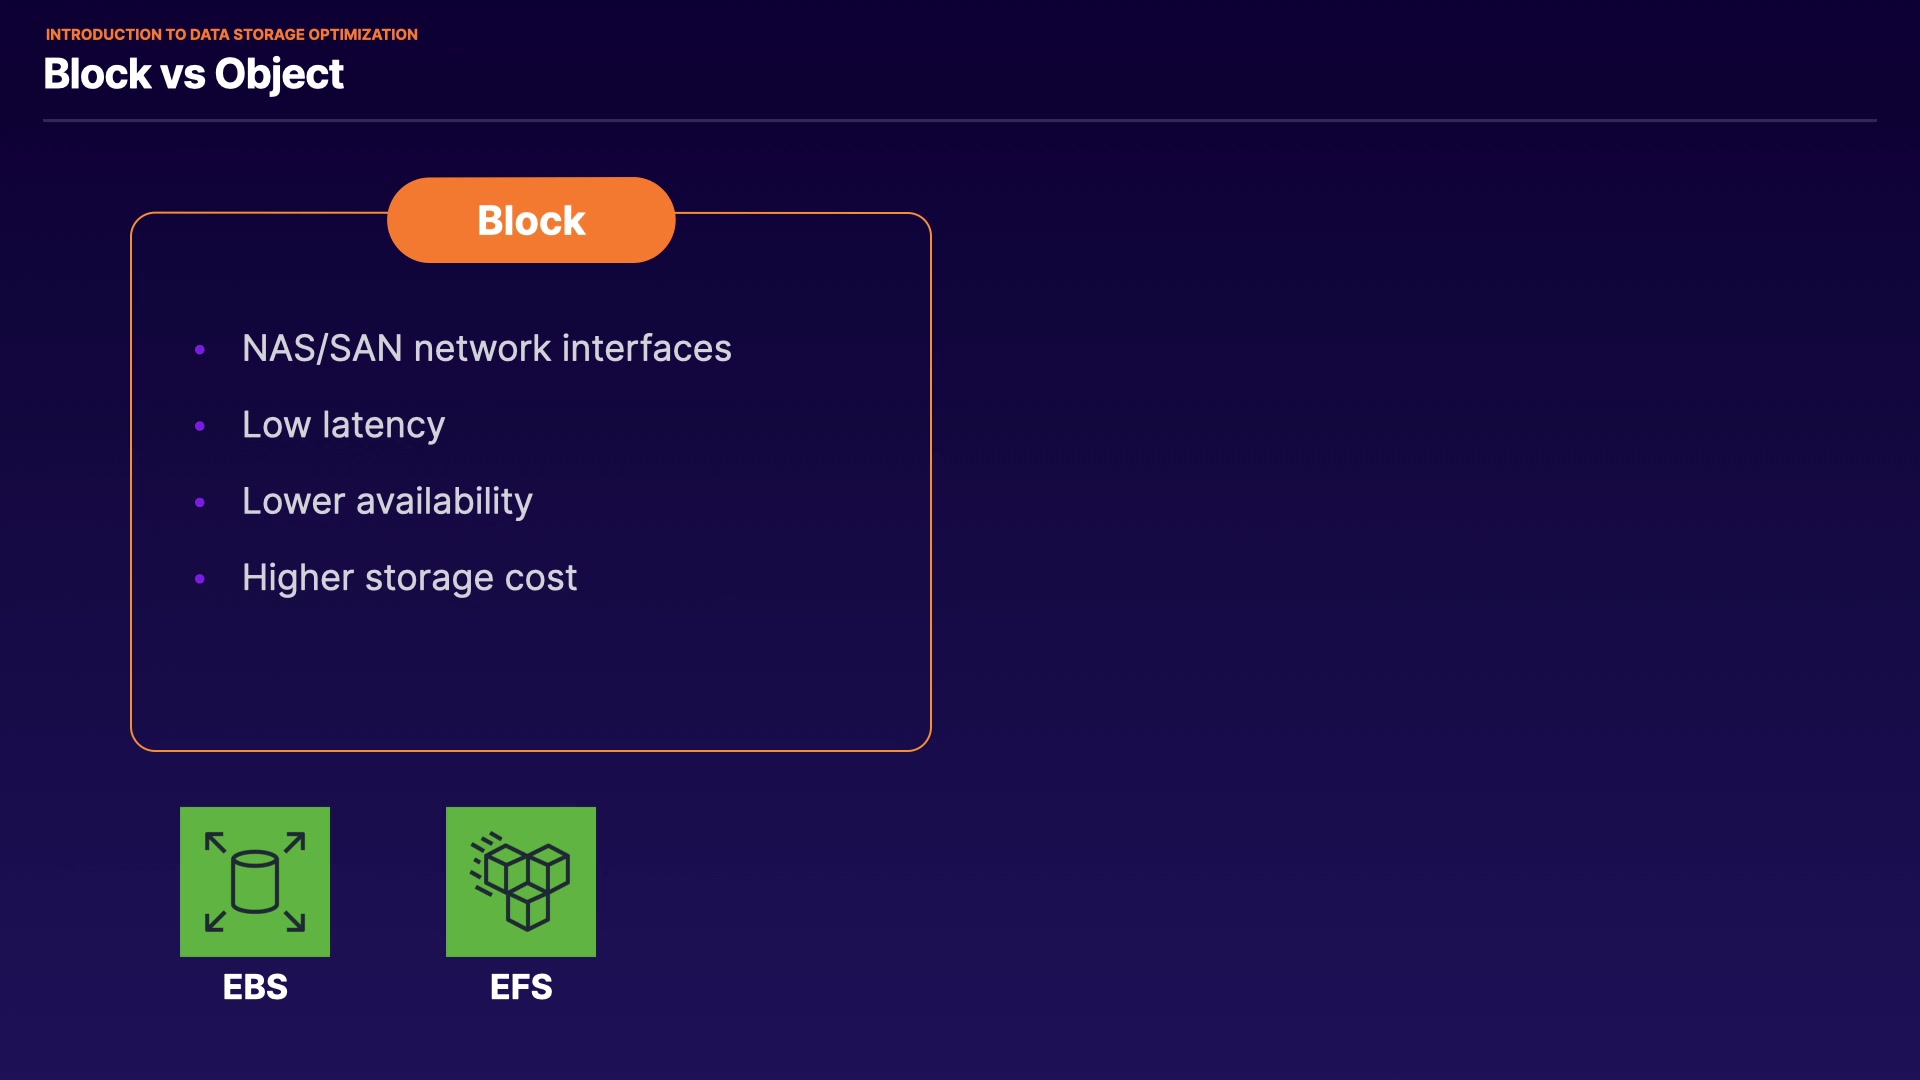 INTRODUCTION TO DATA STORAGE OPTIMIZATION
Block vs Object
Block
• NAS/SAN network interfaces
• Low latency
• Lower availability
• Higher storage cost
EBS
EFS